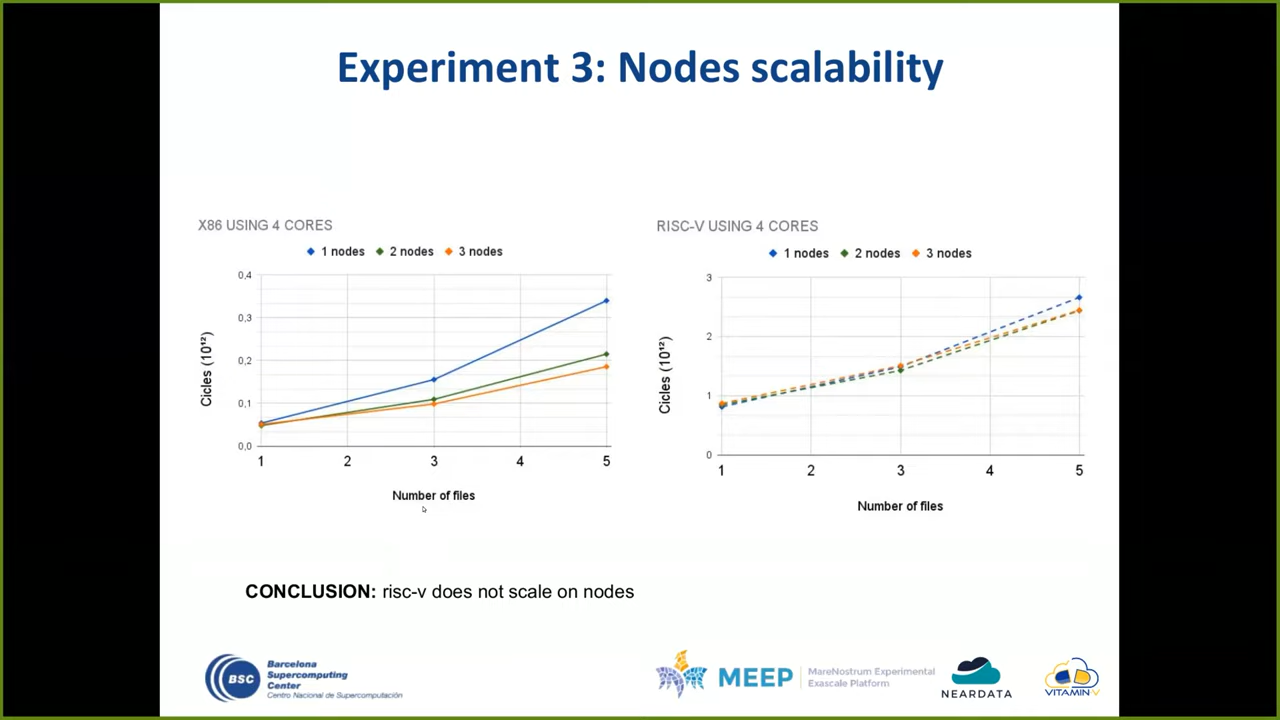 Experiment 3: Nodes scalability
X86 USING 4 CORES
1 nodes 2 nodes 3 nodes
0,4
0,3
0,2
0,1
0,0
Cicles (10¹²)
1 2 3 4 5
Number of files
RISC-V USING 4 CORES
1 nodes 2 nodes 3 nodes
3
2
1
0
Cicles (10¹²)
1 2 3 4 5
Number of files
CONCLUSION: risc-v does not scale on nodes
BSC
Barcelona
Supercomputing
Center
Centro Nacional de Supercomputación
MEEP
MareNostrum Experimental
Exascale Platform
NEARDATA
VITAMIN V